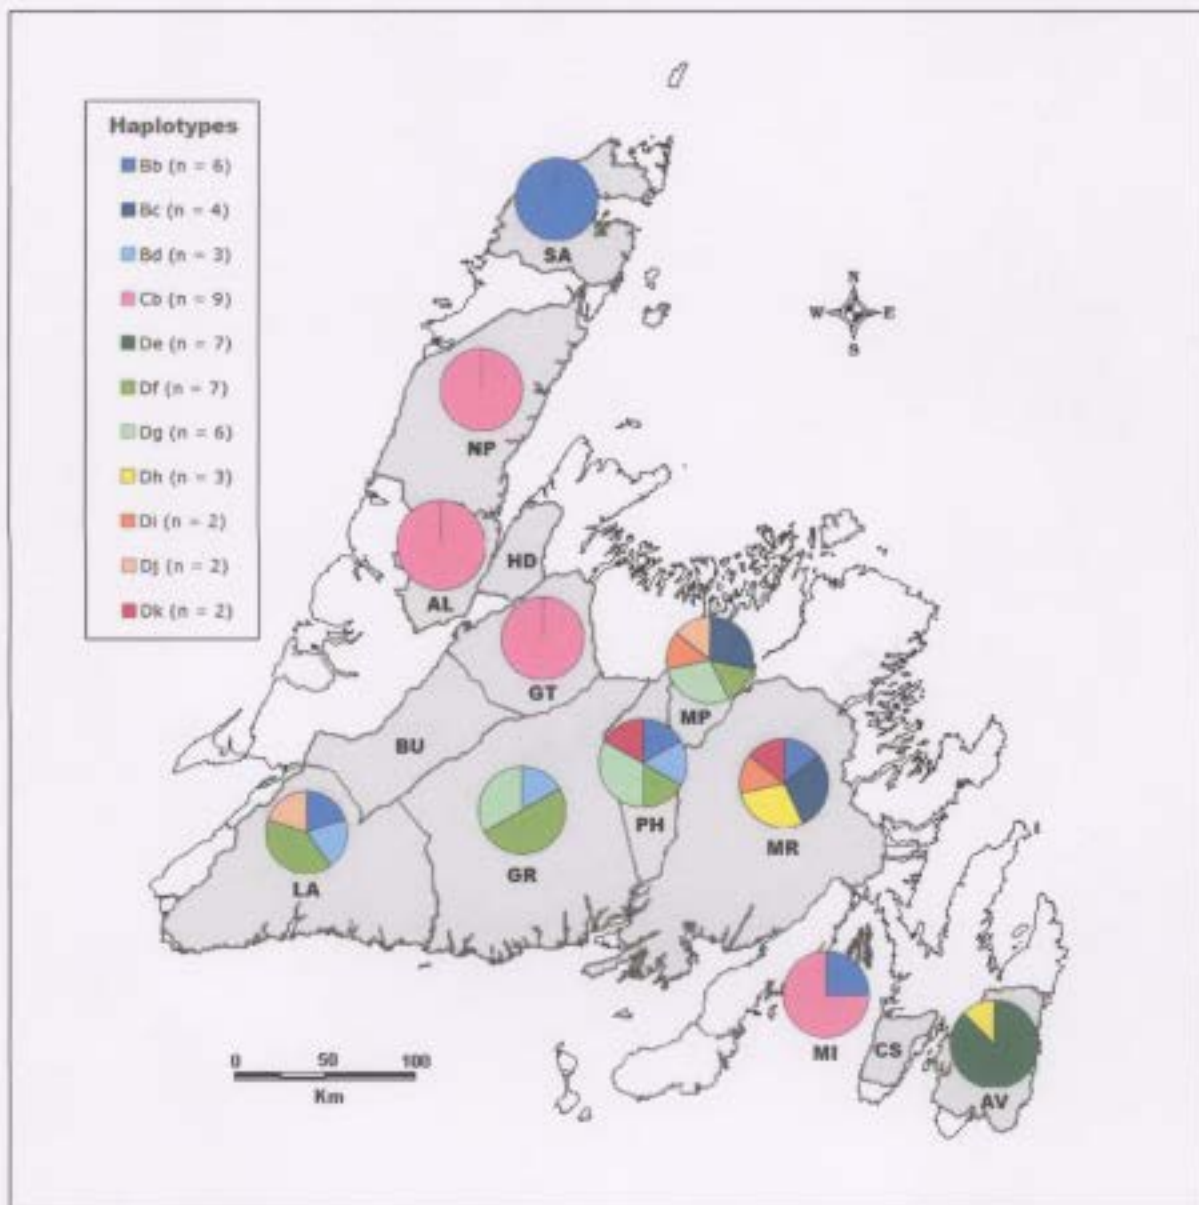 Haplotypes
Bb (n = 6)
Bc (n = 4)
Bd (n = 3)
Cb (n = 9)
De (n = 7)
Df (n = 7)
Dg (n = 6)
Dh (n = 3)
Di (n = 2)
Dj (n = 2)
Dk (n = 2)
SA
N
W E
S
NP
HD
AL
GT
MP
BU
PH
MR
GR
LA
MI
CS
AV
0 50 100
Km